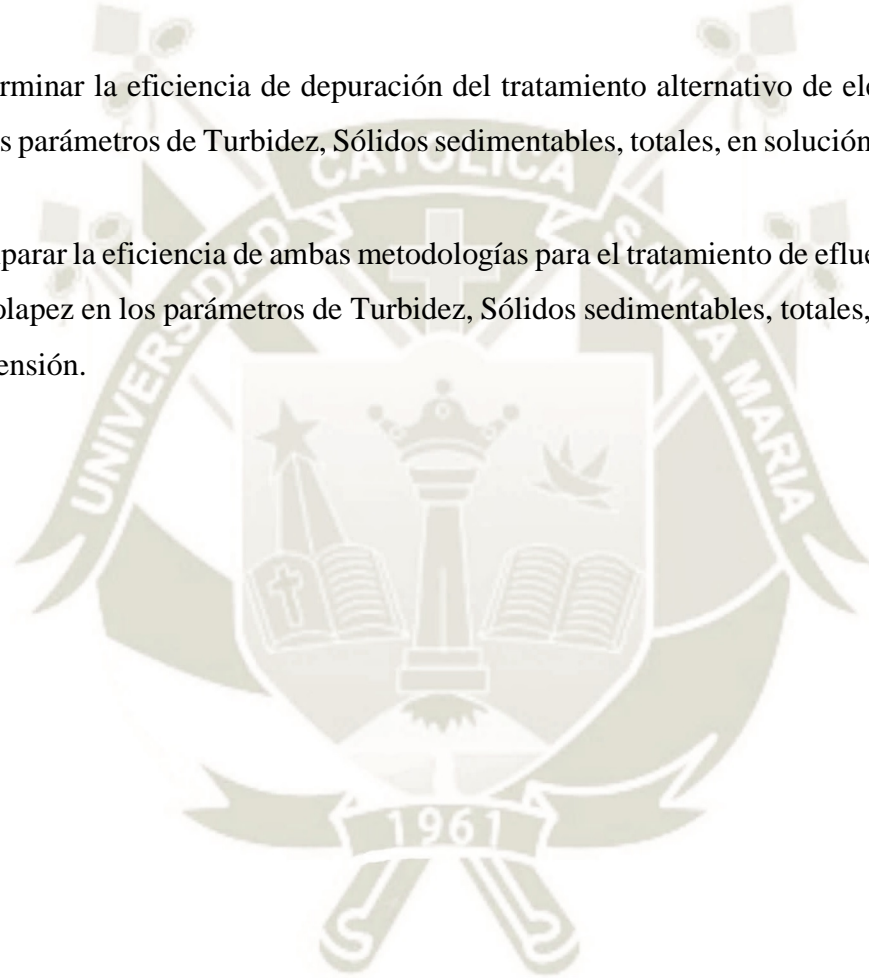 rminar la eficiencia de depuración del tratamiento alternativo de ele
s parámetros de Turbidez, Sólidos sedimentables, totales, en solución
parar la eficiencia de ambas metodologías para el tratamiento de eflue
olapez en los parámetros de Turbidez, Sólidos sedimentables, totales,
ensión.
UNIVERSIDAD CATOLICA SANTA MARIA
1961